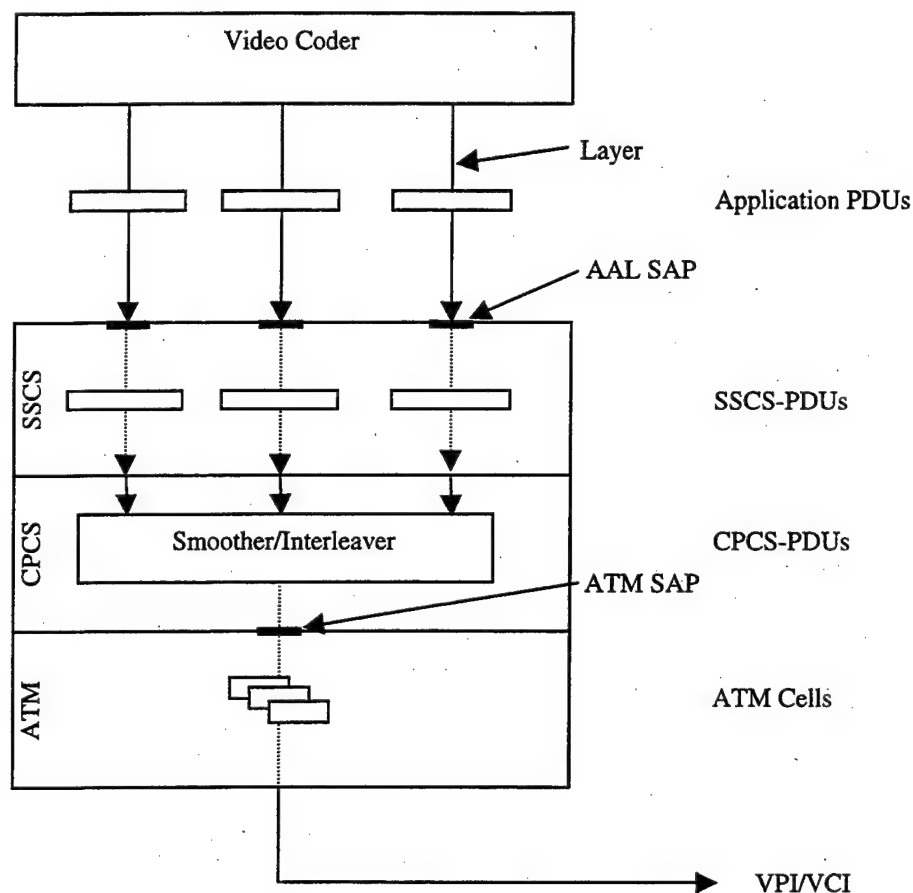 Video Coder
Layer
Application PDUs
AAL SAP
SSCS
SSCS-PDUs
CPCS
Smoother/Interleaver
CPCS-PDUs
ATM SAP
ATM
ATM Cells
VPI/VCI